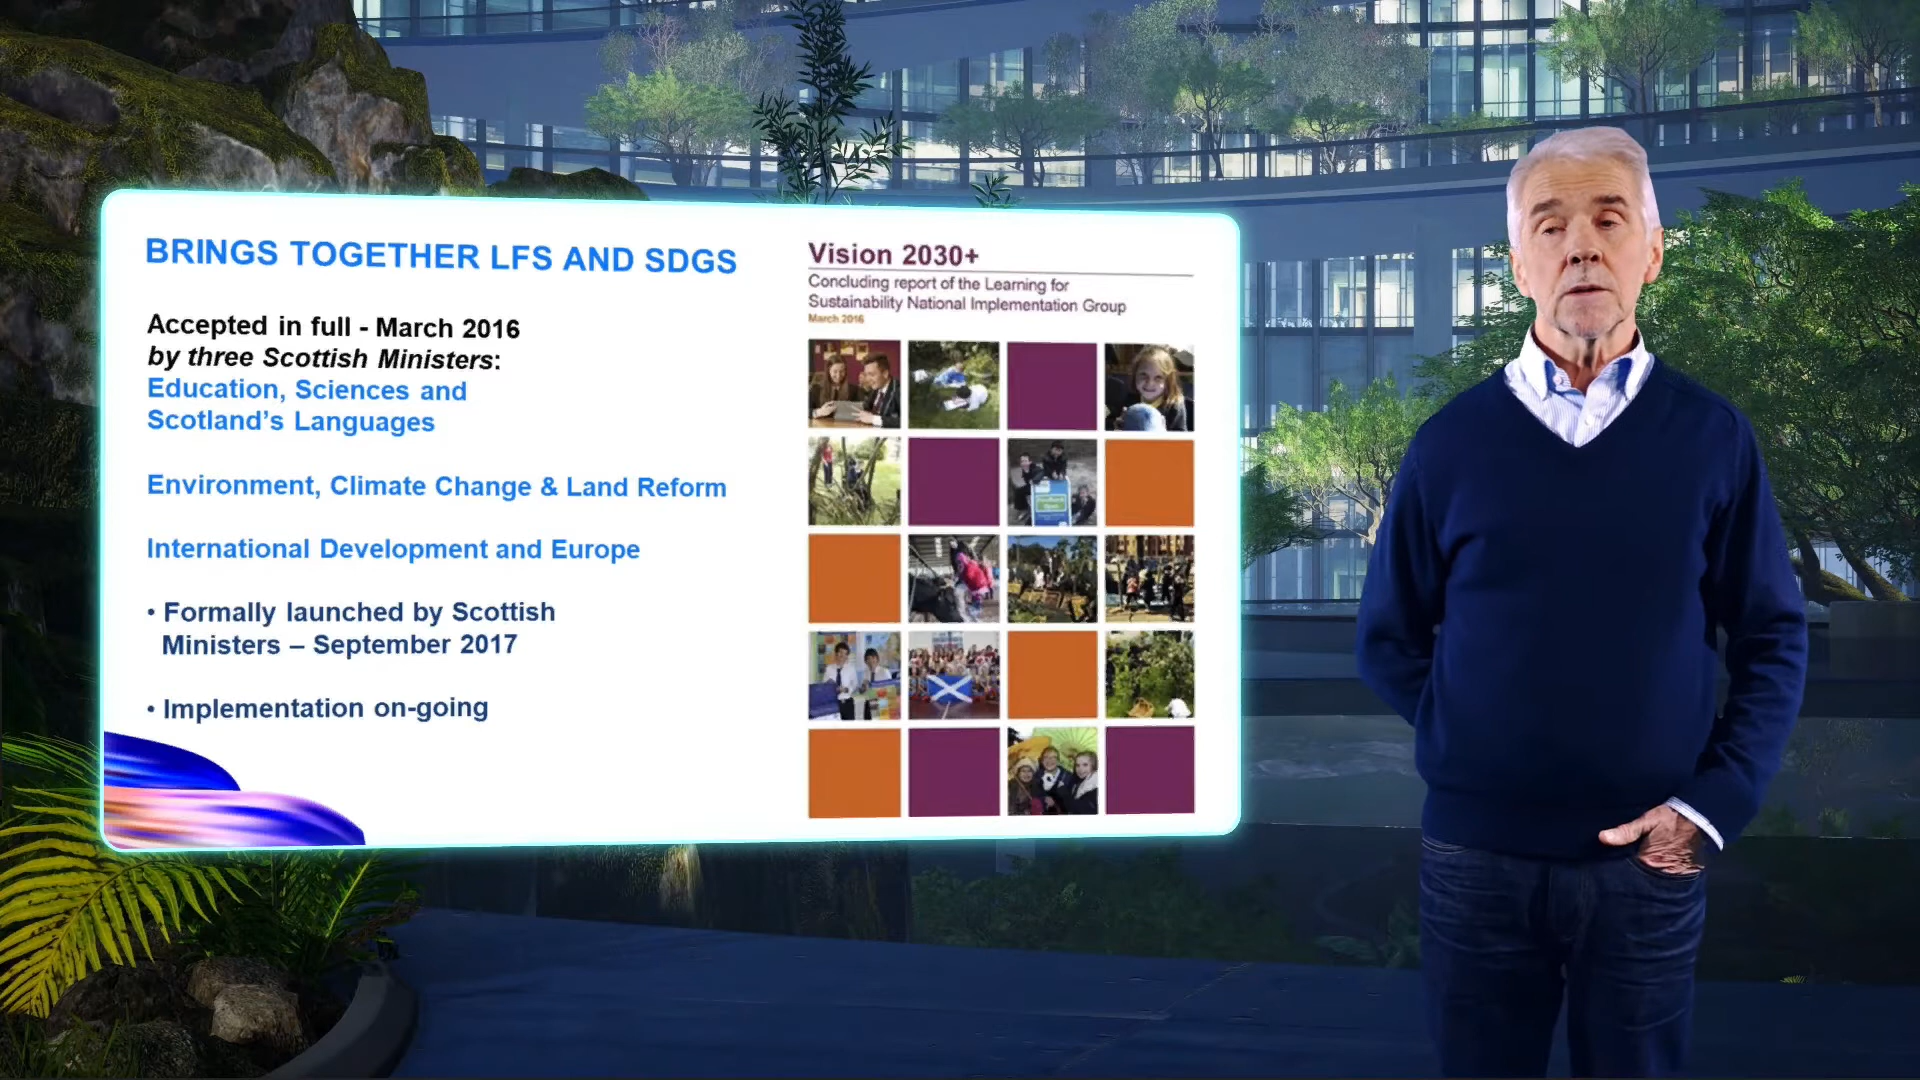 BRINGS TOGETHER LFS AND SDGS
Accepted in full - March 2016
by three Scottish Ministers:
Education, Sciences and
Scotland's Languages
Environment, Climate Change & Land Reform
International Development and Europe
• Formally launched by Scottish
Ministers – September 2017
• Implementation on-going
Vision 2030+
Concluding report of the Learning for
Sustainability National Implementation Group
March 2016